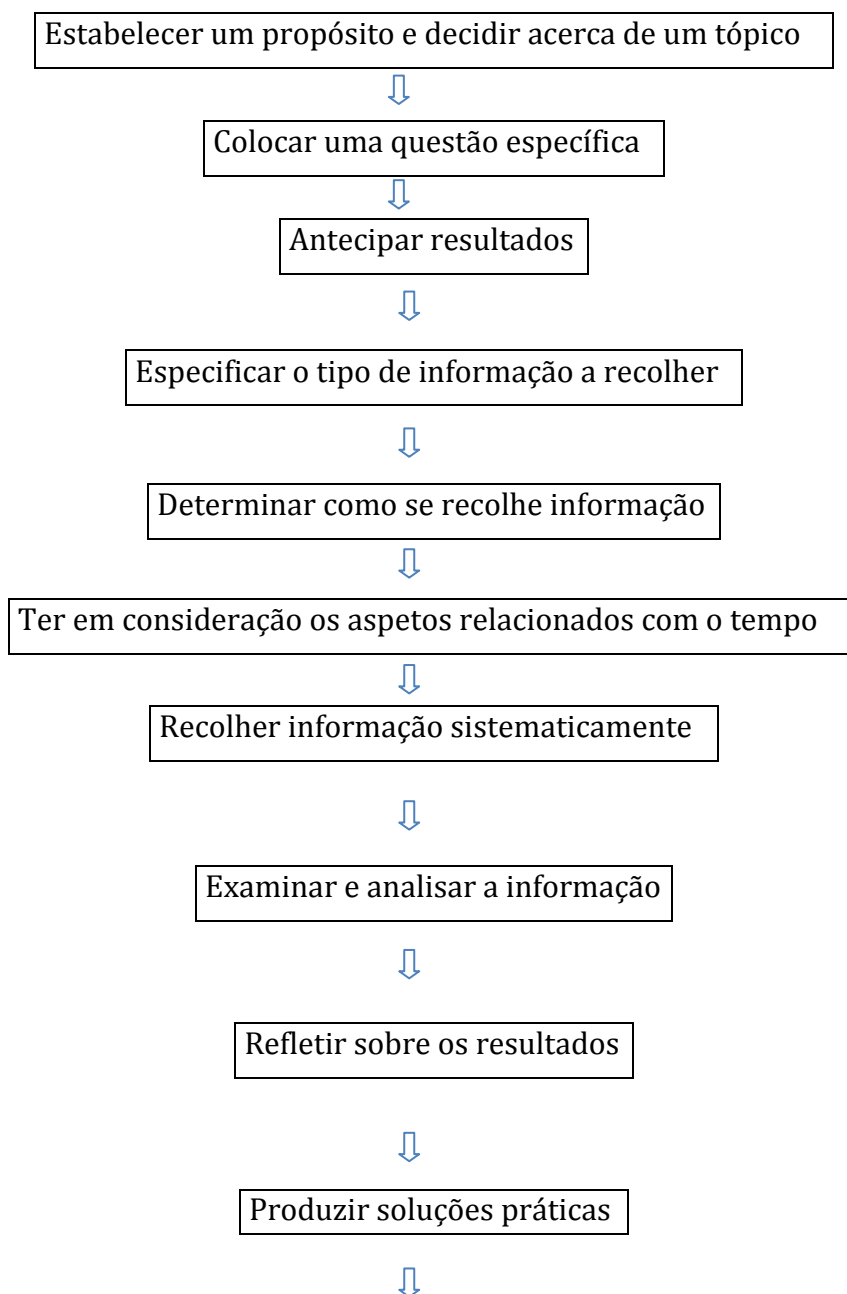 Estabelecer um propósito e decidir acerca de um tópico
Colocar uma questão específica
Antecipar resultados
Especificar o tipo de informação a recolher
Determinar como se recolhe informação
Ter em consideração os aspetos relacionados com o tempo
Recolher informação sistematicamente
Examinar e analisar a informação
Refletir sobre os resultados
Produzir soluções práticas